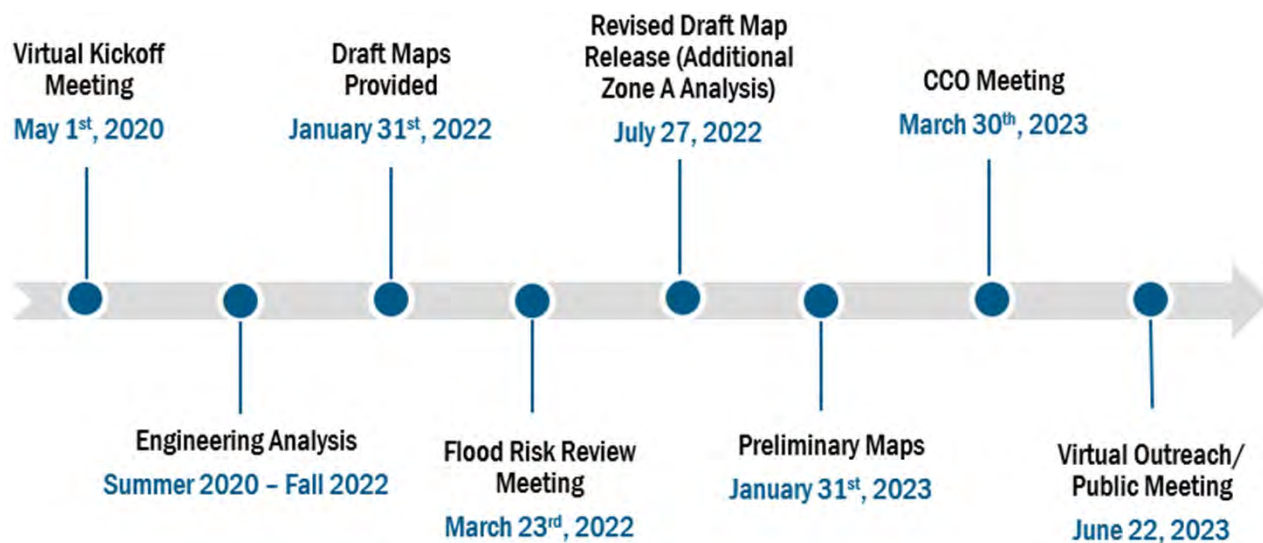 Virtual Kickoff
Meeting
May 1st, 2020
Draft Maps
Provided
January 31st, 2022
Revised Draft Map
Release (Additional
Zone A Analysis)
July 27, 2022
CCO Meeting
March 30th, 2023
Engineering Analysis
Summer 2020 – Fall 2022
Flood Risk Review
Meeting
March 23rd, 2022
Preliminary Maps
January 31st, 2023
Virtual Outreach/
Public Meeting
June 22, 2023